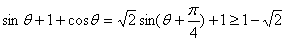 sin θ + 1 + cos θ = √2 sin(θ + π/4) + 1 ≥ 1 − √2